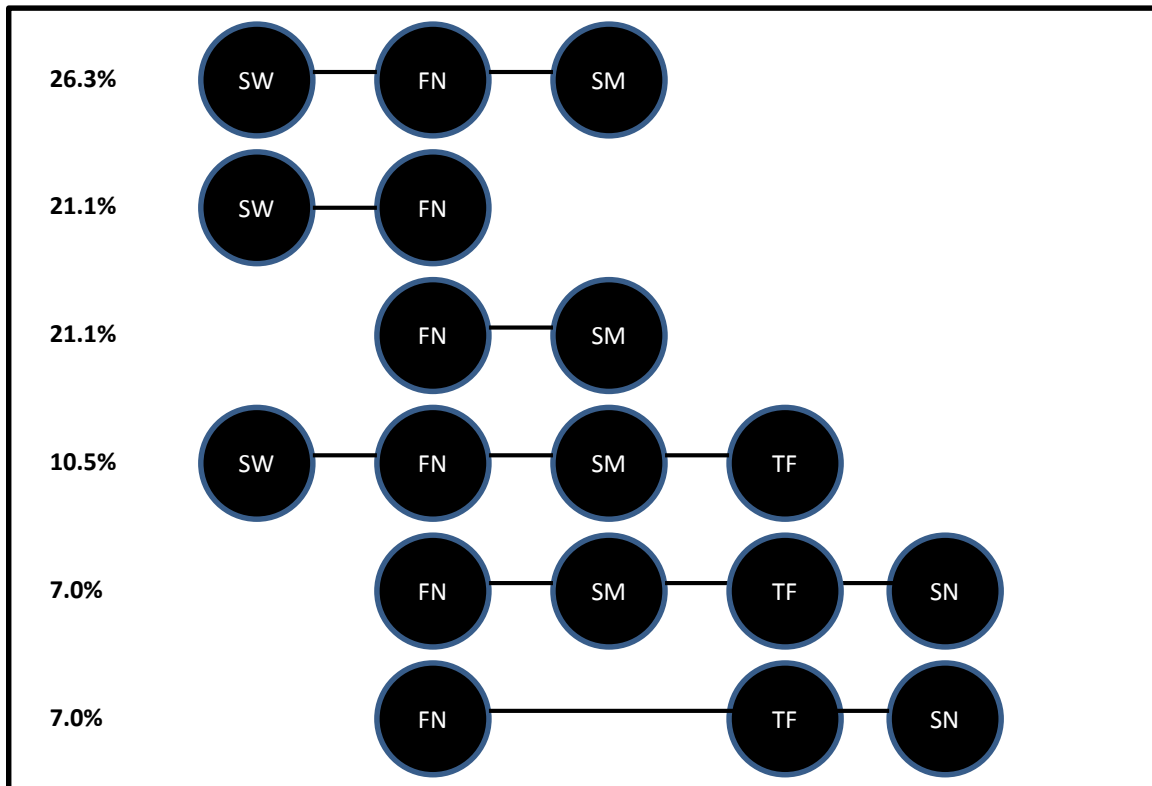 26.3% SW FN SM
21.1% SW FN
21.1% FN SM
10.5% SW FN SM TF
7.0% FN SM TF SN
7.0% FN TF SN